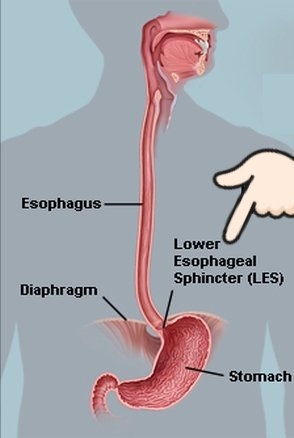 Esophagus
Lower
Esophageal
Sphincter (LES)
Diaphragm
Stomach